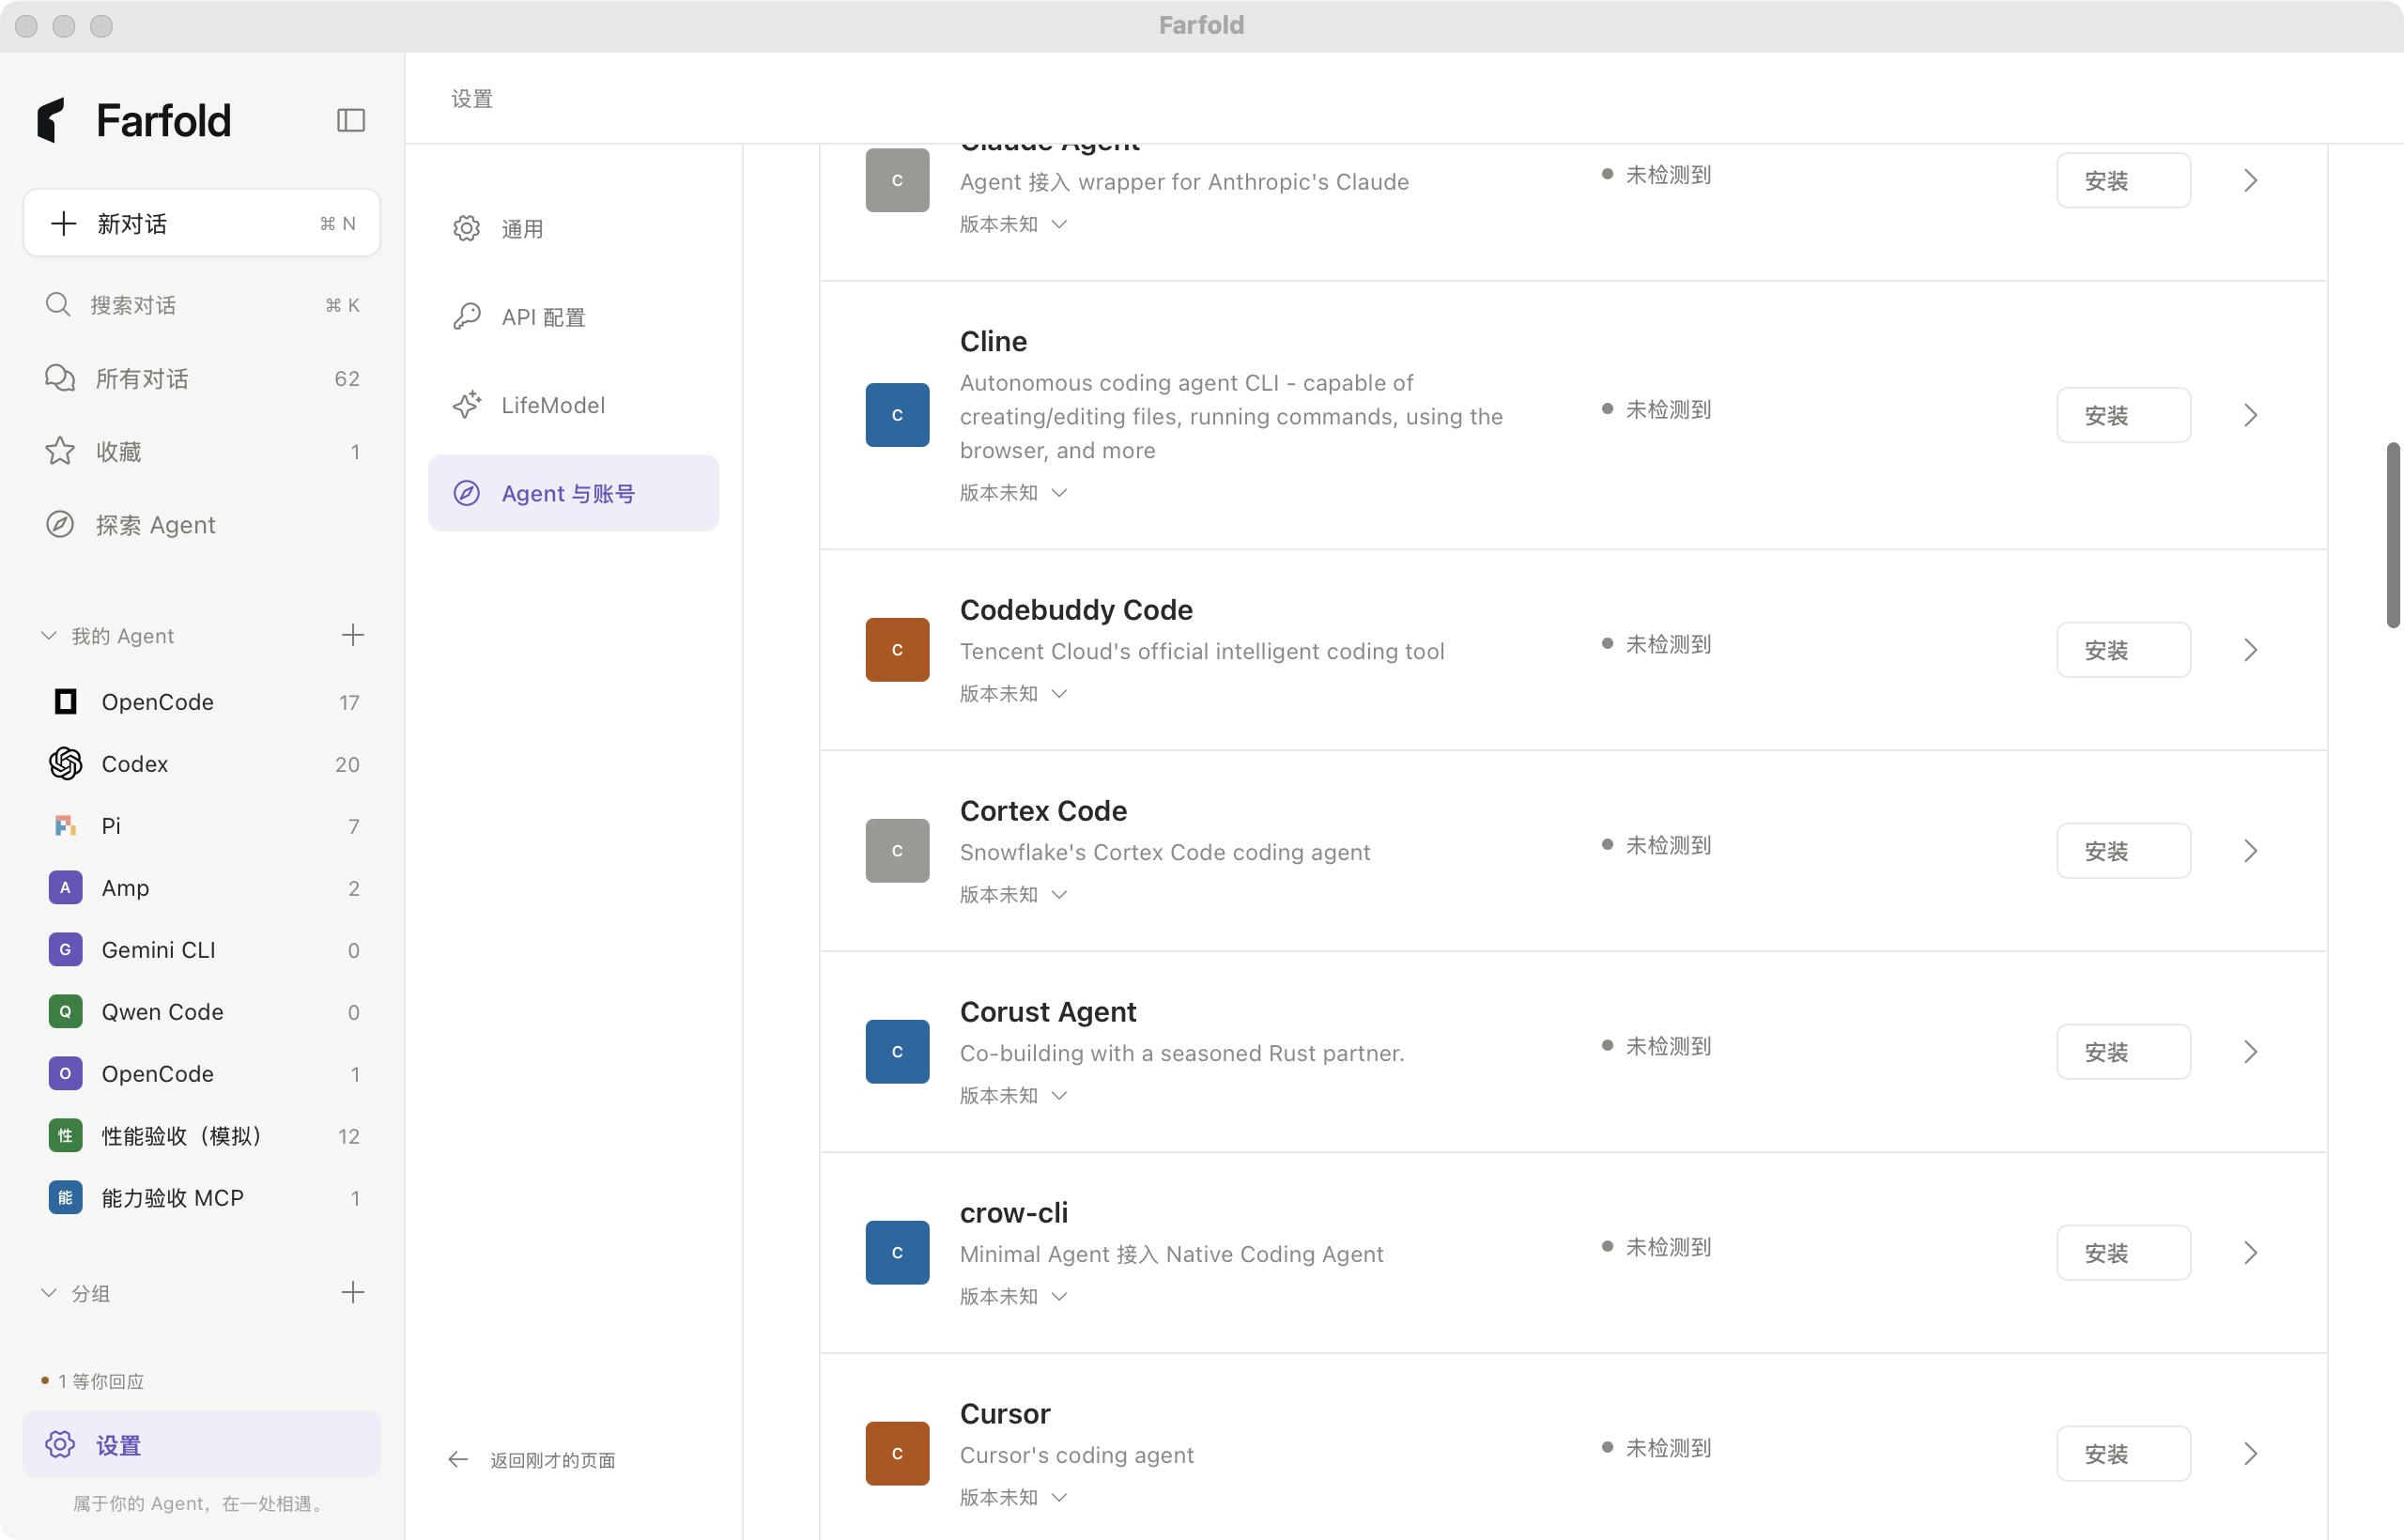 Farfold
Farfold
新对话
⌘ N
搜索对话
⌘ K
所有对话
62
收藏
1
探索 Agent
我的 Agent
OpenCode
17
Codex
20
Pi
7
A
Amp
2
G
Gemini CLI
0
Q
Qwen Code
0
O
OpenCode
1
性
性能验收（模拟）
12
能
能力验收 MCP
1
分组
1 等你回应
设置
属于你的 Agent，在一处相遇。
设置
通用
API 配置
LifeModel
Agent 与账号
返回刚才的页面
C
Claude Agent
Agent 接入 wrapper for Anthropic's Claude
版本未知
未检测到
安装
C
Cline
Autonomous coding agent CLI - capable of
creating/editing files, running commands, using the
browser, and more
版本未知
未检测到
安装
C
Codebuddy Code
Tencent Cloud's official intelligent coding tool
版本未知
未检测到
安装
C
Cortex Code
Snowflake's Cortex Code coding agent
版本未知
未检测到
安装
C
Corust Agent
Co-building with a seasoned Rust partner.
版本未知
未检测到
安装
C
crow-cli
Minimal Agent 接入 Native Coding Agent
版本未知
未检测到
安装
C
Cursor
Cursor's coding agent
版本未知
未检测到
安装